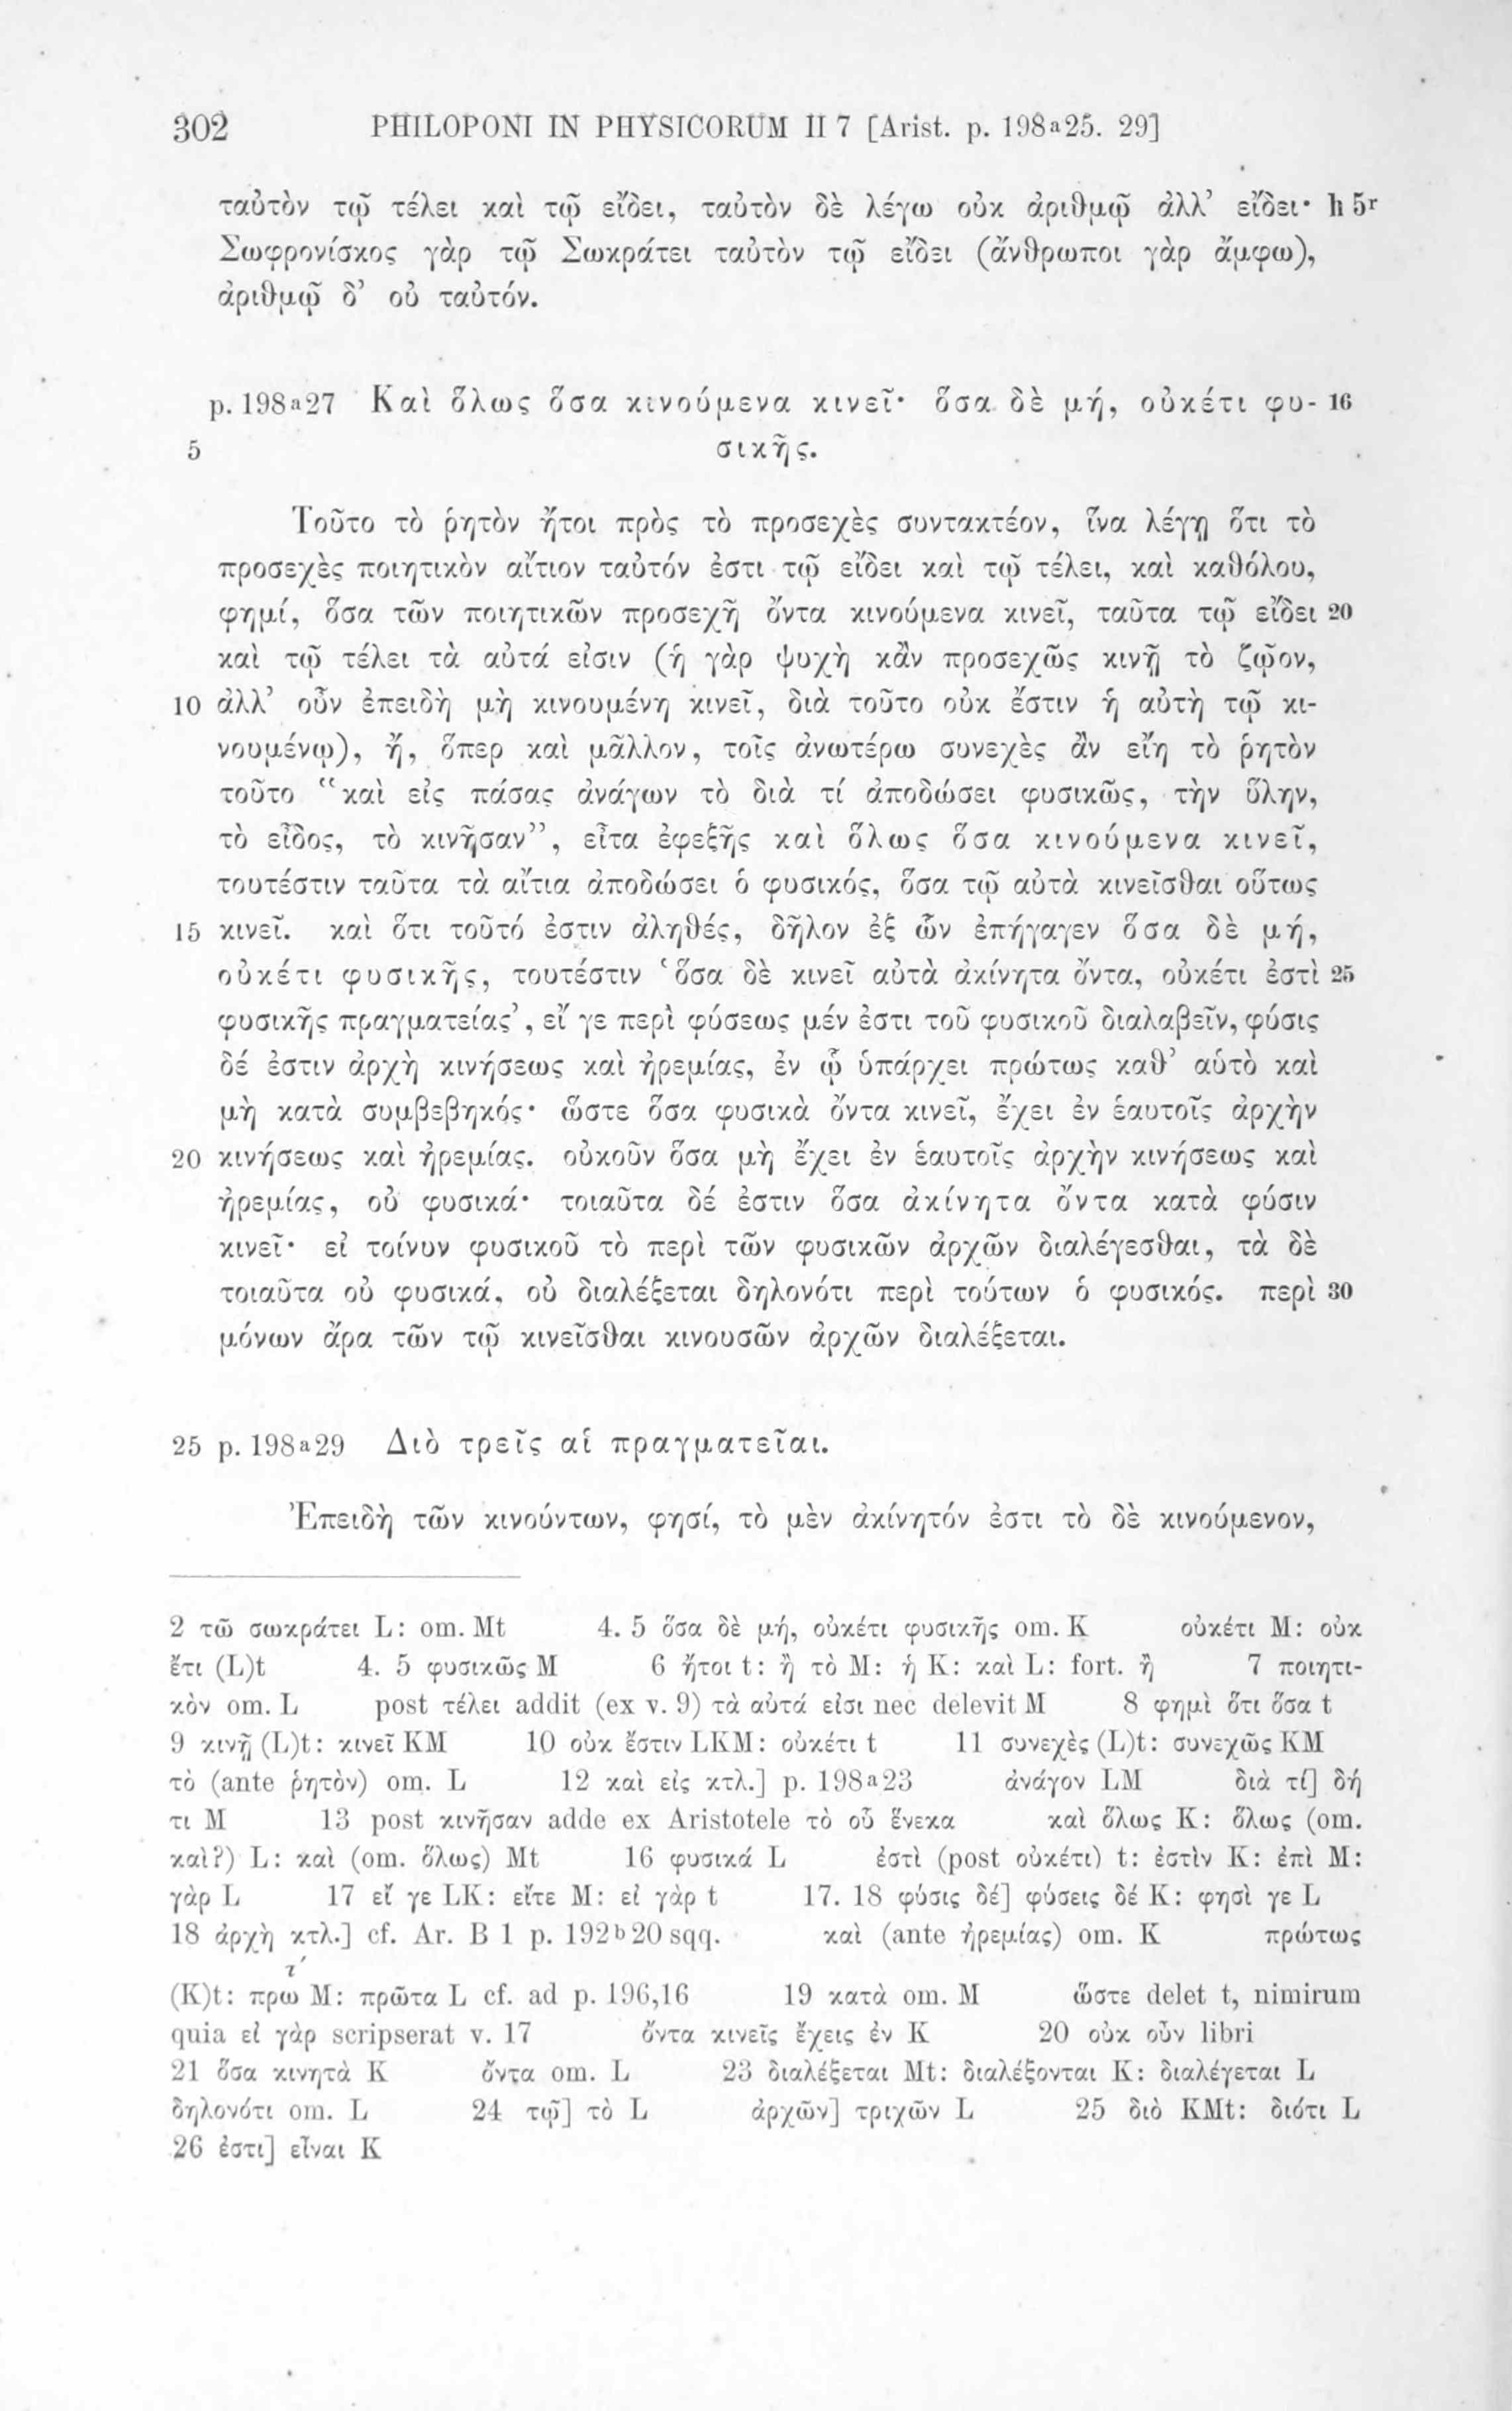 302 PHILOPONI IN PHYSICORUM II 7 [Arist. p. 198a25. 29]
ταὐτὸν τῷ τέλει καὶ τῷ εἴδει, ταὐτὸν δὲ λέγω οὐκ ἀριθμῷ ἀλλ’ εἴδει· h 5r
Σωφρονίσκος γὰρ τῷ Σωκράτει ταὐτὸν τῷ εἴδει (ἄνθρωποι γὰρ ἄμφω),
ἀριθμῷ δ’ οὐ ταὐτόν.
p. 198a27 Καὶ ὅλως ὅσα κινούμενα κινεῖ· ὅσα δὲ μή, οὐκέτι φυ- 16
5 σικῆς.
Τοῦτο τὸ ῥητὸν ἤτοι πρὸς τὸ προσεχὲς συντακτέον, ἵνα λέγῃ ὅτι τὸ
προσεχὲς ποιητικὸν αἴτιον ταὐτόν ἐστι τῷ εἴδει καὶ τῷ τέλει, καὶ καθόλου,
φημί, ὅσα τῶν ποιητικῶν προσεχῆ ὄντα κινούμενα κινεῖ, ταῦτα τῷ εἴδει 20
καὶ τῷ τέλει τὰ αὐτά εἰσιν (ἡ γὰρ ψυχὴ κἂν προσεχῶς κινῇ τὸ ζῷον,
10 ἀλλ’ οὖν ἐπειδὴ μὴ κινουμένη κινεῖ, διὰ τοῦτο οὐκ ἔστιν ἡ αὐτὴ τῷ κι-
νουμένῳ), ἤ, ὅπερ καὶ μᾶλλον, τοῖς ἀνωτέρω συνεχὲς ἂν εἴη τὸ ῥητὸν
τοῦτο “καὶ εἰς πάσας ἀνάγων τὸ διὰ τί ἀποδώσει φυσικῶς, τὴν ὕλην,
τὸ εἶδος, τὸ κινῆσαν”, εἶτα ἐφεξῆς καὶ ὅλως ὅσα κινούμενα κινεῖ,
τουτέστιν ταῦτα τὰ αἴτια ἀποδώσει ὁ φυσικός, ὅσα τῷ αὐτὰ κινεῖσθαι οὕτως
15 κινεῖ. καὶ ὅτι τοῦτό ἐστιν ἀληθές, δῆλον ἐξ ὧν ἐπήγαγεν ὅσα δὲ μή,
οὐκέτι φυσικῆς, τουτέστιν ‘ὅσα δὲ κινεῖ αὐτὰ ἀκίνητα ὄντα, οὐκέτι ἐστὶ 25
φυσικῆς πραγματείας’, εἴ γε περὶ φύσεως μέν ἐστι τοῦ φυσικοῦ διαλαβεῖν, φύσις
δέ ἐστιν ἀρχὴ κινήσεως καὶ ἠρεμίας, ἐν ᾧ ὑπάρχει πρώτως καθ’ αὑτὸ καὶ
μὴ κατὰ συμβεβηκός· ὥστε ὅσα φυσικὰ ὄντα κινεῖ, ἔχει ἐν ἑαυτοῖς ἀρχὴν
20 κινήσεως καὶ ἠρεμίας. οὐκοῦν ὅσα μὴ ἔχει ἐν ἑαυτοῖς ἀρχὴν κινήσεως καὶ
ἠρεμίας, οὐ φυσικά· τοιαῦτα δέ ἐστιν ὅσα ἀκίνητα ὄντα κατὰ φύσιν
κινεῖ· εἰ τοίνυν φυσικοῦ τὸ περὶ τῶν φυσικῶν ἀρχῶν διαλέγεσθαι, τὰ δὲ
τοιαῦτα οὐ φυσικά, οὐ διαλέξεται δηλονότι περὶ τούτων ὁ φυσικός. περὶ 30
μόνων ἄρα τῶν τῷ κινεῖσθαι κινουσῶν ἀρχῶν διαλέξεται.
25 p. 198a29 Διὸ τρεῖς αἱ πραγματεῖαι.
Ἐπειδὴ τῶν κινούντων, φησί, τὸ μὲν ἀκίνητόν ἐστι τὸ δὲ κινούμενον,
2 τῶ σωκράτει L: om. Mt 4. 5 ὅσα δὲ μή, οὐκέτι φυσικῆς om. K οὐκέτι M: οὐκ
ἔτι (L)t 4. 5 φυσικῶς M 6 ἤτοι t: ἢ τὸ M: ἡ K: καὶ L: fort. ἢ 7 ποιητι-
κὸν om. L post τέλει addit (ex v. 9) τὰ αὐτά εἰσι nec delevit M 8 φημὶ ὅτι ὅσα t
9 κινῇ (L)t: κινεῖ KM 10 οὐκ ἔστιν LKM: οὐκέτι t 11 συνεχὲς (L)t: συνεχῶς KM
τὸ (ante ῥητὸν) om. L 12 καὶ εἰς κτλ.] p. 198a23 ἀνάγον LM διὰ τί] δή
τι M 13 post κινῆσαν adde ex Aristotele τὸ οὗ ἕνεκα καὶ ὅλως K: ὅλως (om.
καὶ?) L: καὶ (om. ὅλως) Mt 16 φυσικά L ἐστὶ (post οὐκέτι) t: ἐστὶν K: ἐπὶ M:
γὰρ L 17 εἴ γε LK: εἴτε M: εἰ γὰρ t 17. 18 φύσις δέ] φύσεις δέ K: φησὶ γε L
18 ἀρχὴ κτλ.] cf. Ar. B 1 p. 192b20 sqq. καὶ (ante ἠρεμίας) om. K πρώτως
(K)t: πρω τ´ M: πρῶτα L cf. ad p. 196,16 19 κατὰ om. M ὥστε delet t, nimirum
quia εἰ γὰρ scripserat v. 17 ὄντα κινεῖς ἔχεις ἐν K 20 οὐκ οὖν libri
21 ὅσα κινητὰ K ὄντα om. L 23 διαλέξεται Mt: διαλέξονται K: διαλέγεται L
δηλονότι om. L 24 τῷ] τὸ L ἀρχῶν] τριχῶν L 25 διὸ KMt: διότι L
26 ἐστι] εἶναι K